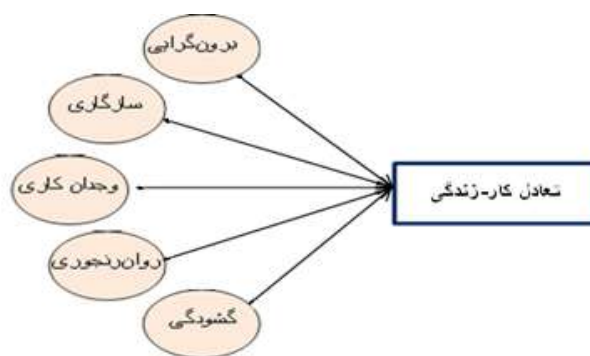 برون‌گرایی
سازگاری
وجدان کاری
تعادل کار-زندگی
روان‌رنجوری
گشودگی